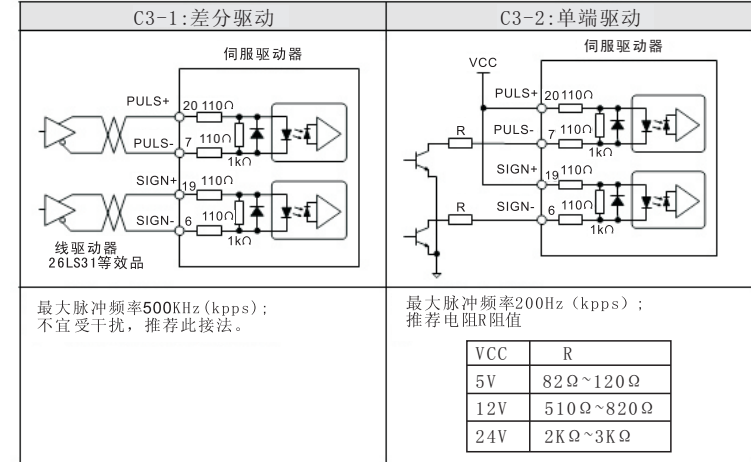 C3-1:差分驱动
伺服驱动器
PULS+
20
110Ω
PULS-
7
110Ω
1kΩ
SIGN+
19
110Ω
SIGN-
6
110Ω
1kΩ
线驱动器
26LS31等效品
最大脉冲频率500KHz(kpps);
不宜受干扰，推荐此接法。
C3-2:单端驱动
伺服驱动器
VCC
PULS+
20
110Ω
R
PULS-
7
110Ω
1kΩ
SIGN+
19
110Ω
R
SIGN-
6
110Ω
1kΩ
最大脉冲频率200Hz（kpps）;
推荐电阻R阻值
VCC R
5V 82Ω~120Ω
12V 510Ω~820Ω
24V 2KΩ~3KΩ